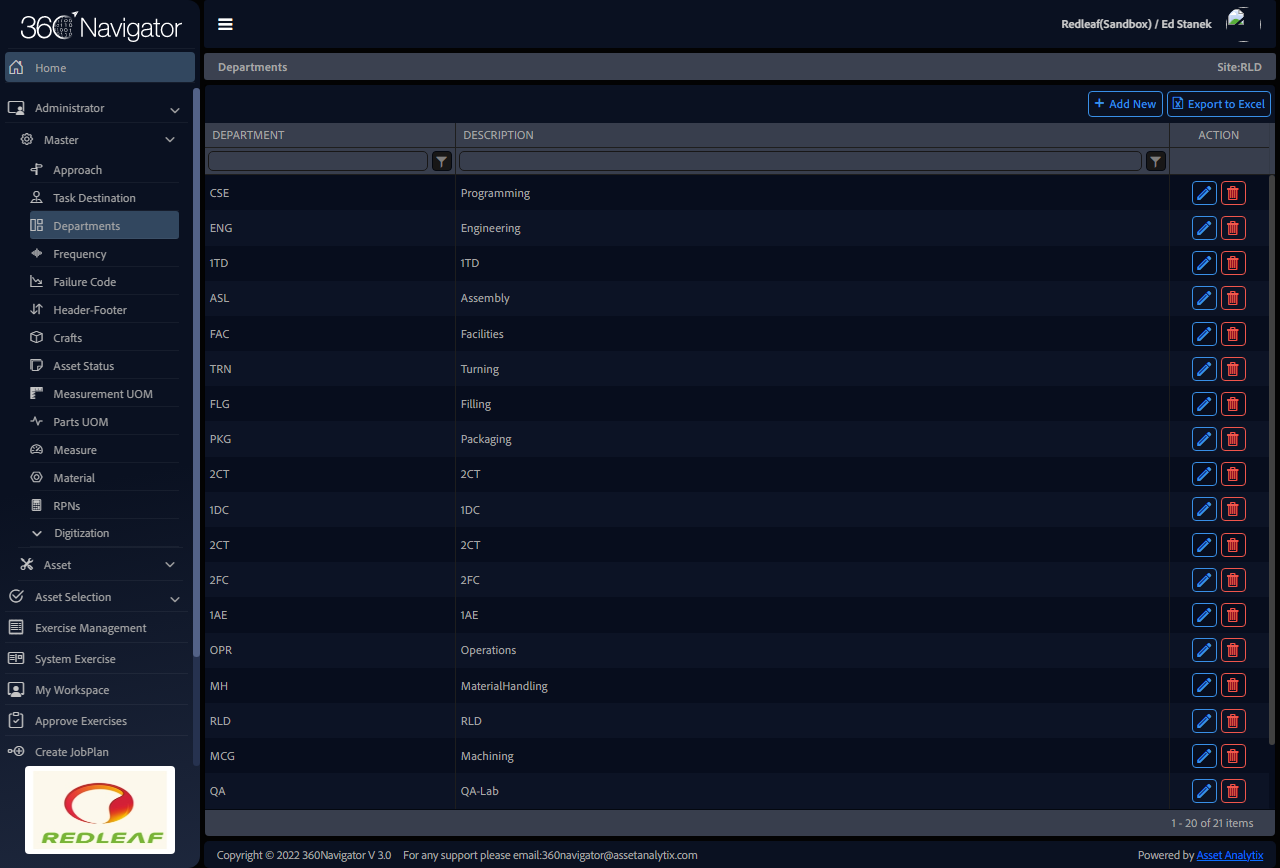 360 Navigator
Redleaf(Sandbox) / Ed Stanek
Home
Departments
Site:RLD
Administrator
Master
Approach
Task Destination
Departments
Frequency
Failure Code
Header-Footer
Crafts
Asset Status
Measurement UOM
Parts UOM
Measure
Material
RPNs
Digitization
Asset
Asset Selection
Exercise Management
System Exercise
My Workspace
Approve Exercises
Create JobPlan
REDLEAF
+ Add New
Export to Excel
DEPARTMENT DESCRIPTION ACTION
CSE Programming
ENG Engineering
1TD 1TD
ASL Assembly
FAC Facilities
TRN Turning
FLG Filling
PKG Packaging
2CT 2CT
1DC 1DC
2CT 2CT
2FC 2FC
1AE 1AE
OPR Operations
MH MaterialHandling
RLD RLD
MCG Machining
QA QA-Lab
1 - 20 of 21 items
Copyright © 2022 360Navigator V 3.0 For any support please email:360navigator@assetanalytix.com
Powered by Asset Analytix